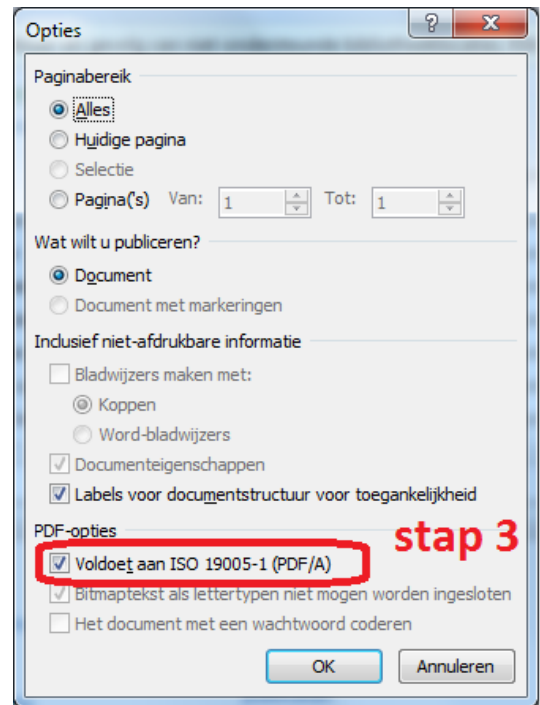 Opties
Paginabereik
Alles
Huidige pagina
Selectie
Pagina('s) Van: 1 Tot: 1
Wat wilt u publiceren?
Document
Document met markeringen
Inclusief niet-afdrukbare informatie
Bladwijzers maken met:
Koppen
Word-bladwijzers
Documenteigenschappen
Labels voor documentstructuur voor toegankelijkheid
PDF-opties
stap 3
Voldoet aan ISO 19005-1 (PDF/A)
Bitmaptekst als lettertypen niet mogen worden ingesloten
Het document met een wachtwoord coderen
OK Annuleren